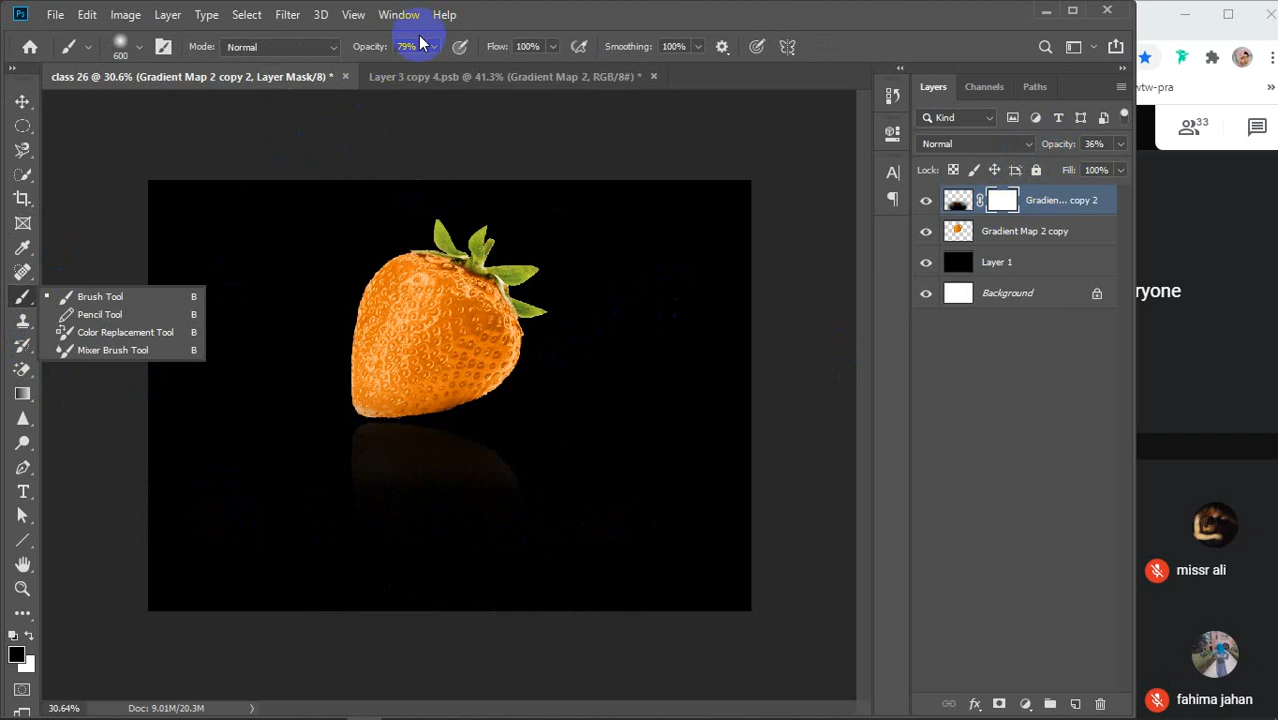 Ps File Edit Image Layer Type Select Filter 3D View Window Help
600 Mode: Normal Opacity: 79% Flow: 100% Smoothing: 100%
class 26 @ 30.6% (Gradient Map 2 copy 2, Layer Mask/8) * × Layer 3 copy 4.psb @ 41.3% (Gradient Map 2, RGB/8#) * ×
Layers Channels Paths
wtw-pra
Kind
33
Normal Opacity: 36%
Lock: Fill: 100%
Gradien... copy 2
Gradient Map 2 copy
Layer 1
Background
ryone
Brush Tool B
Pencil Tool B
Color Replacement Tool B
Mixer Brush Tool B
missr ali
fahima jahan
30.64% Doc: 9.01M/20.3M